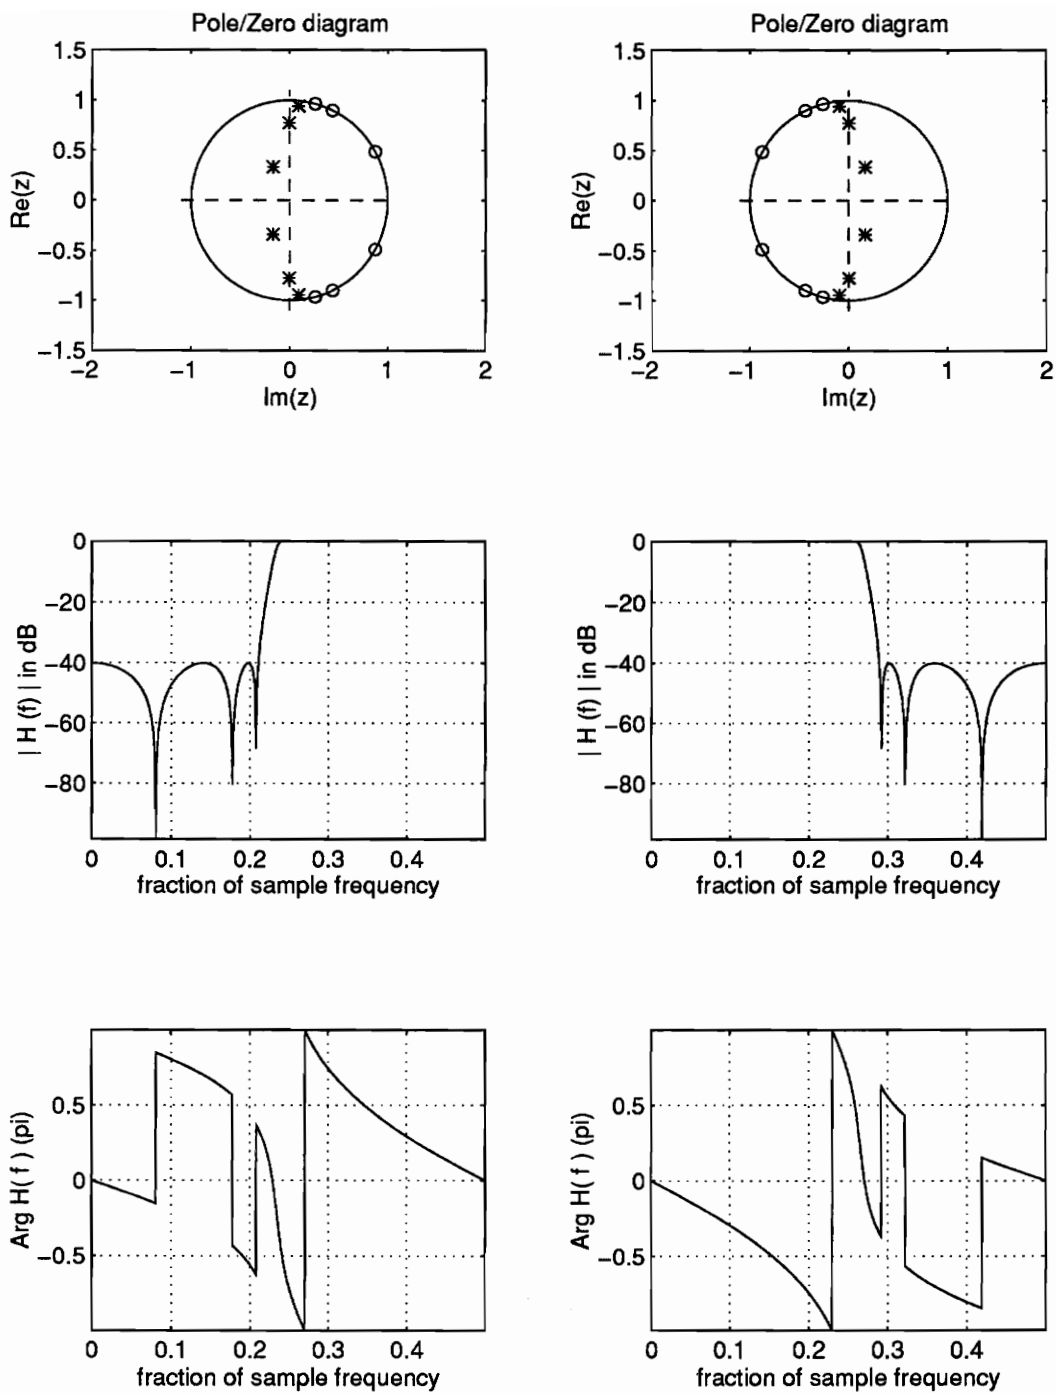 Pole/Zero diagram
1.5
1
0.5
0
−0.5
−1
−1.5
Re(z)
−2 −1 0 1 2
Im(z)
Pole/Zero diagram
1.5
1
0.5
0
−0.5
−1
−1.5
Re(z)
−2 −1 0 1 2
Im(z)
0
−20
−40
−60
−80
| H (f) | in dB
0 0.1 0.2 0.3 0.4
fraction of sample frequency
0
−20
−40
−60
−80
| H (f) | in dB
0 0.1 0.2 0.3 0.4
fraction of sample frequency
0.5
0
−0.5
Arg H( f ) (pi)
0 0.1 0.2 0.3 0.4
fraction of sample frequency
0.5
0
−0.5
Arg H( f ) (pi)
0 0.1 0.2 0.3 0.4
fraction of sample frequency